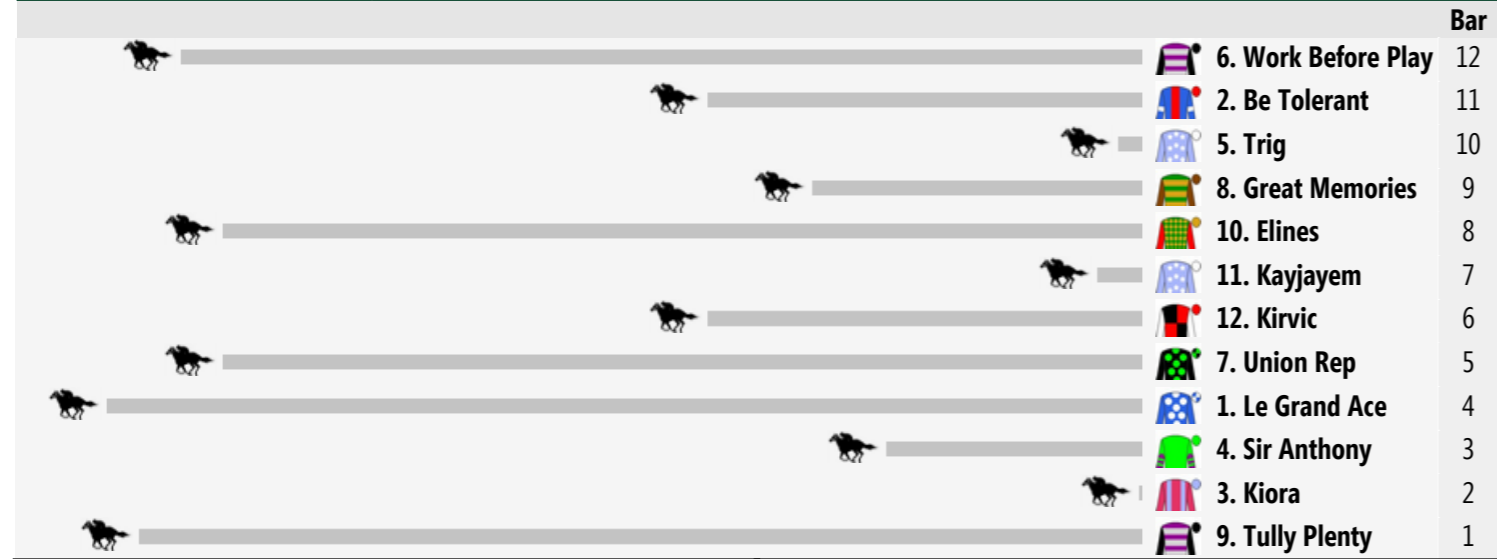 Bar
6. Work Before Play 12
2. Be Tolerant 11
5. Trig 10
8. Great Memories 9
10. Elines 8
11. Kayjayem 7
12. Kirvic 6
7. Union Rep 5
1. Le Grand Ace 4
4. Sir Anthony 3
3. Kiora 2
9. Tully Plenty 1